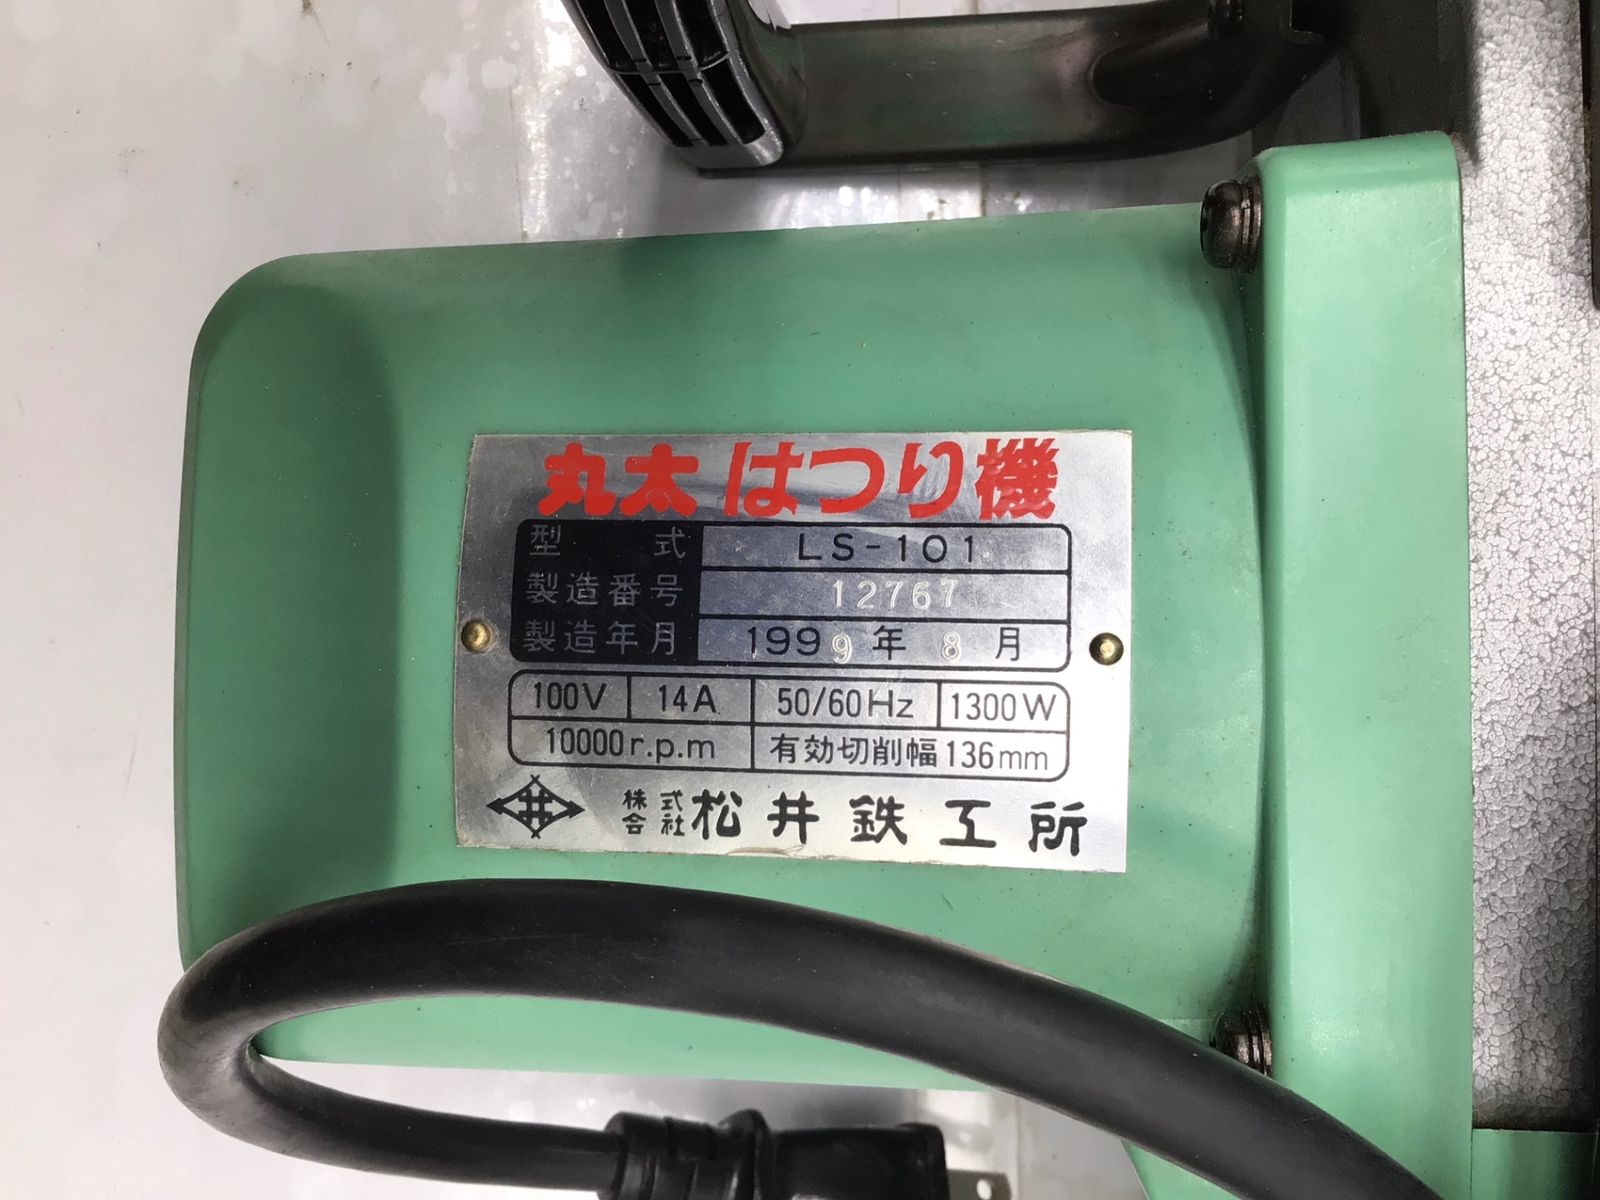 丸太はつり機
型式 LS-101
製造番号 12767
製造年月 1999年 8月
100V 14A 50/60Hz 1300W
10000r.p.m 有効切削幅136mm
井 株式会社 松井鉄工所